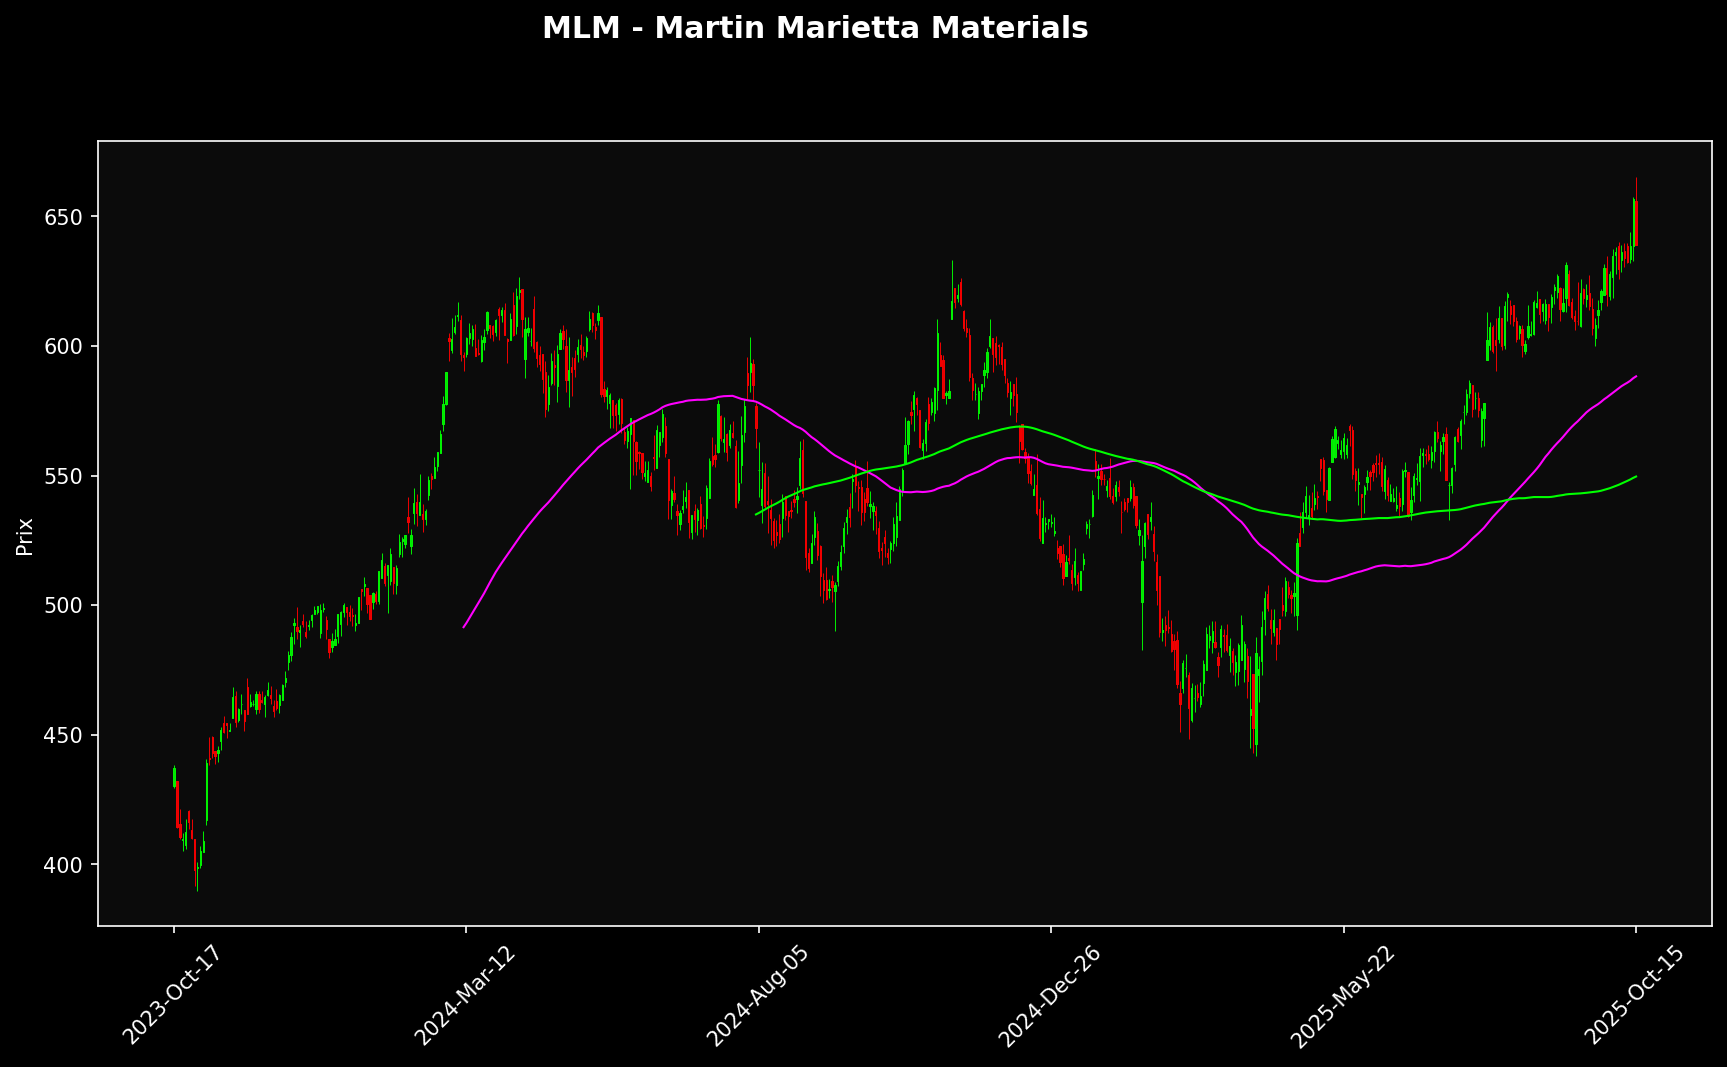 MLM - Martin Marietta Materials
Prix
650
600
550
500
450
400
2023-Oct-17
2024-Mar-12
2024-Aug-05
2024-Dec-26
2025-May-22
2025-Oct-15